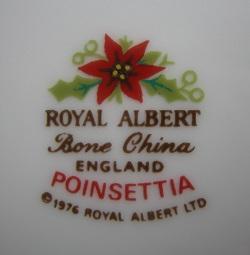 ROYAL ALBERT
Bone China
ENGLAND
POINSETTIA
©1976 ROYAL ALBERT LTD